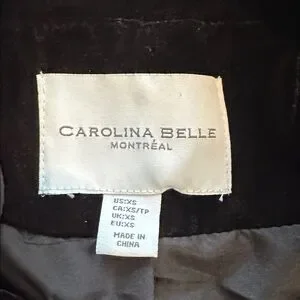 CAROLINA BELLE
MONTRÉAL
US:XS
CA:XS/TP
UK:XS
EU:XS
MADE IN
CHINA